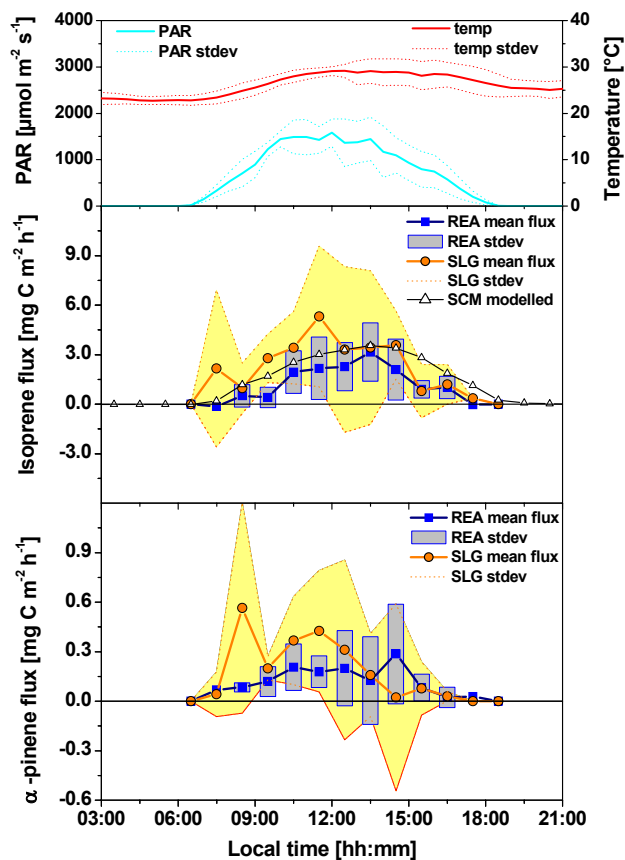 PAR
PAR stdev
temp
temp stdev
4000
3000
2000
1000
0
PAR [µmol m-2 s-1]
40
30
20
10
0
Temperature [°C]
REA mean flux
REA stdev
SLG mean flux
SLG stdev
SCM modelled
9.0
6.0
3.0
0.0
-3.0
Isoprene flux [mg C m-2 h-1]
REA mean flux
REA stdev
SLG mean flux
SLG stdev
0.9
0.6
0.3
0.0
-0.3
-0.6
α -pinene flux [mg C m-2 h-1]
03:00 06:00 09:00 12:00 15:00 18:00 21:00
Local time [hh:mm]